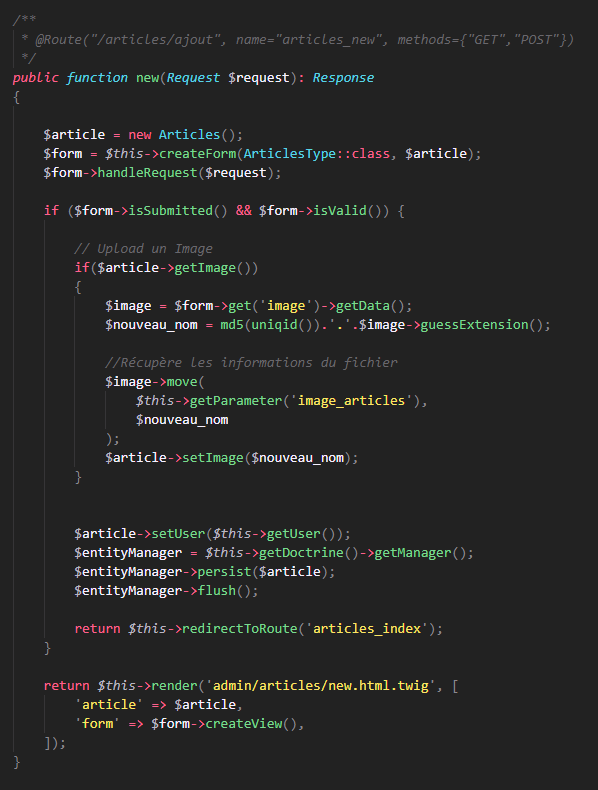 /**
 * @Route("/articles/ajout", name="articles_new", methods={"GET","POST"})
 */
public function new(Request $request): Response
{
    $article = new Articles();
    $form = $this->createForm(ArticlesType::class, $article);
    $form->handleRequest($request);
    if ($form->isSubmitted() && $form->isValid()) {
        // Upload un Image
        if($article->getImage())
        {
            $image = $form->get('image')->getData();
            $nouveau_nom = md5(uniqid()).'.'.$image->guessExtension();
            //Récupère les informations du fichier
            $image->move(
                $this->getParameter('image_articles'),
                $nouveau_nom
            );
            $article->setImage($nouveau_nom);
        }
        $article->setUser($this->getUser());
        $entityManager = $this->getDoctrine()->getManager();
        $entityManager->persist($article);
        $entityManager->flush();
        return $this->redirectToRoute('articles_index');
    }
    return $this->render('admin/articles/new.html.twig', [
        'article' => $article,
        'form' => $form->createView(),
    ]);
}